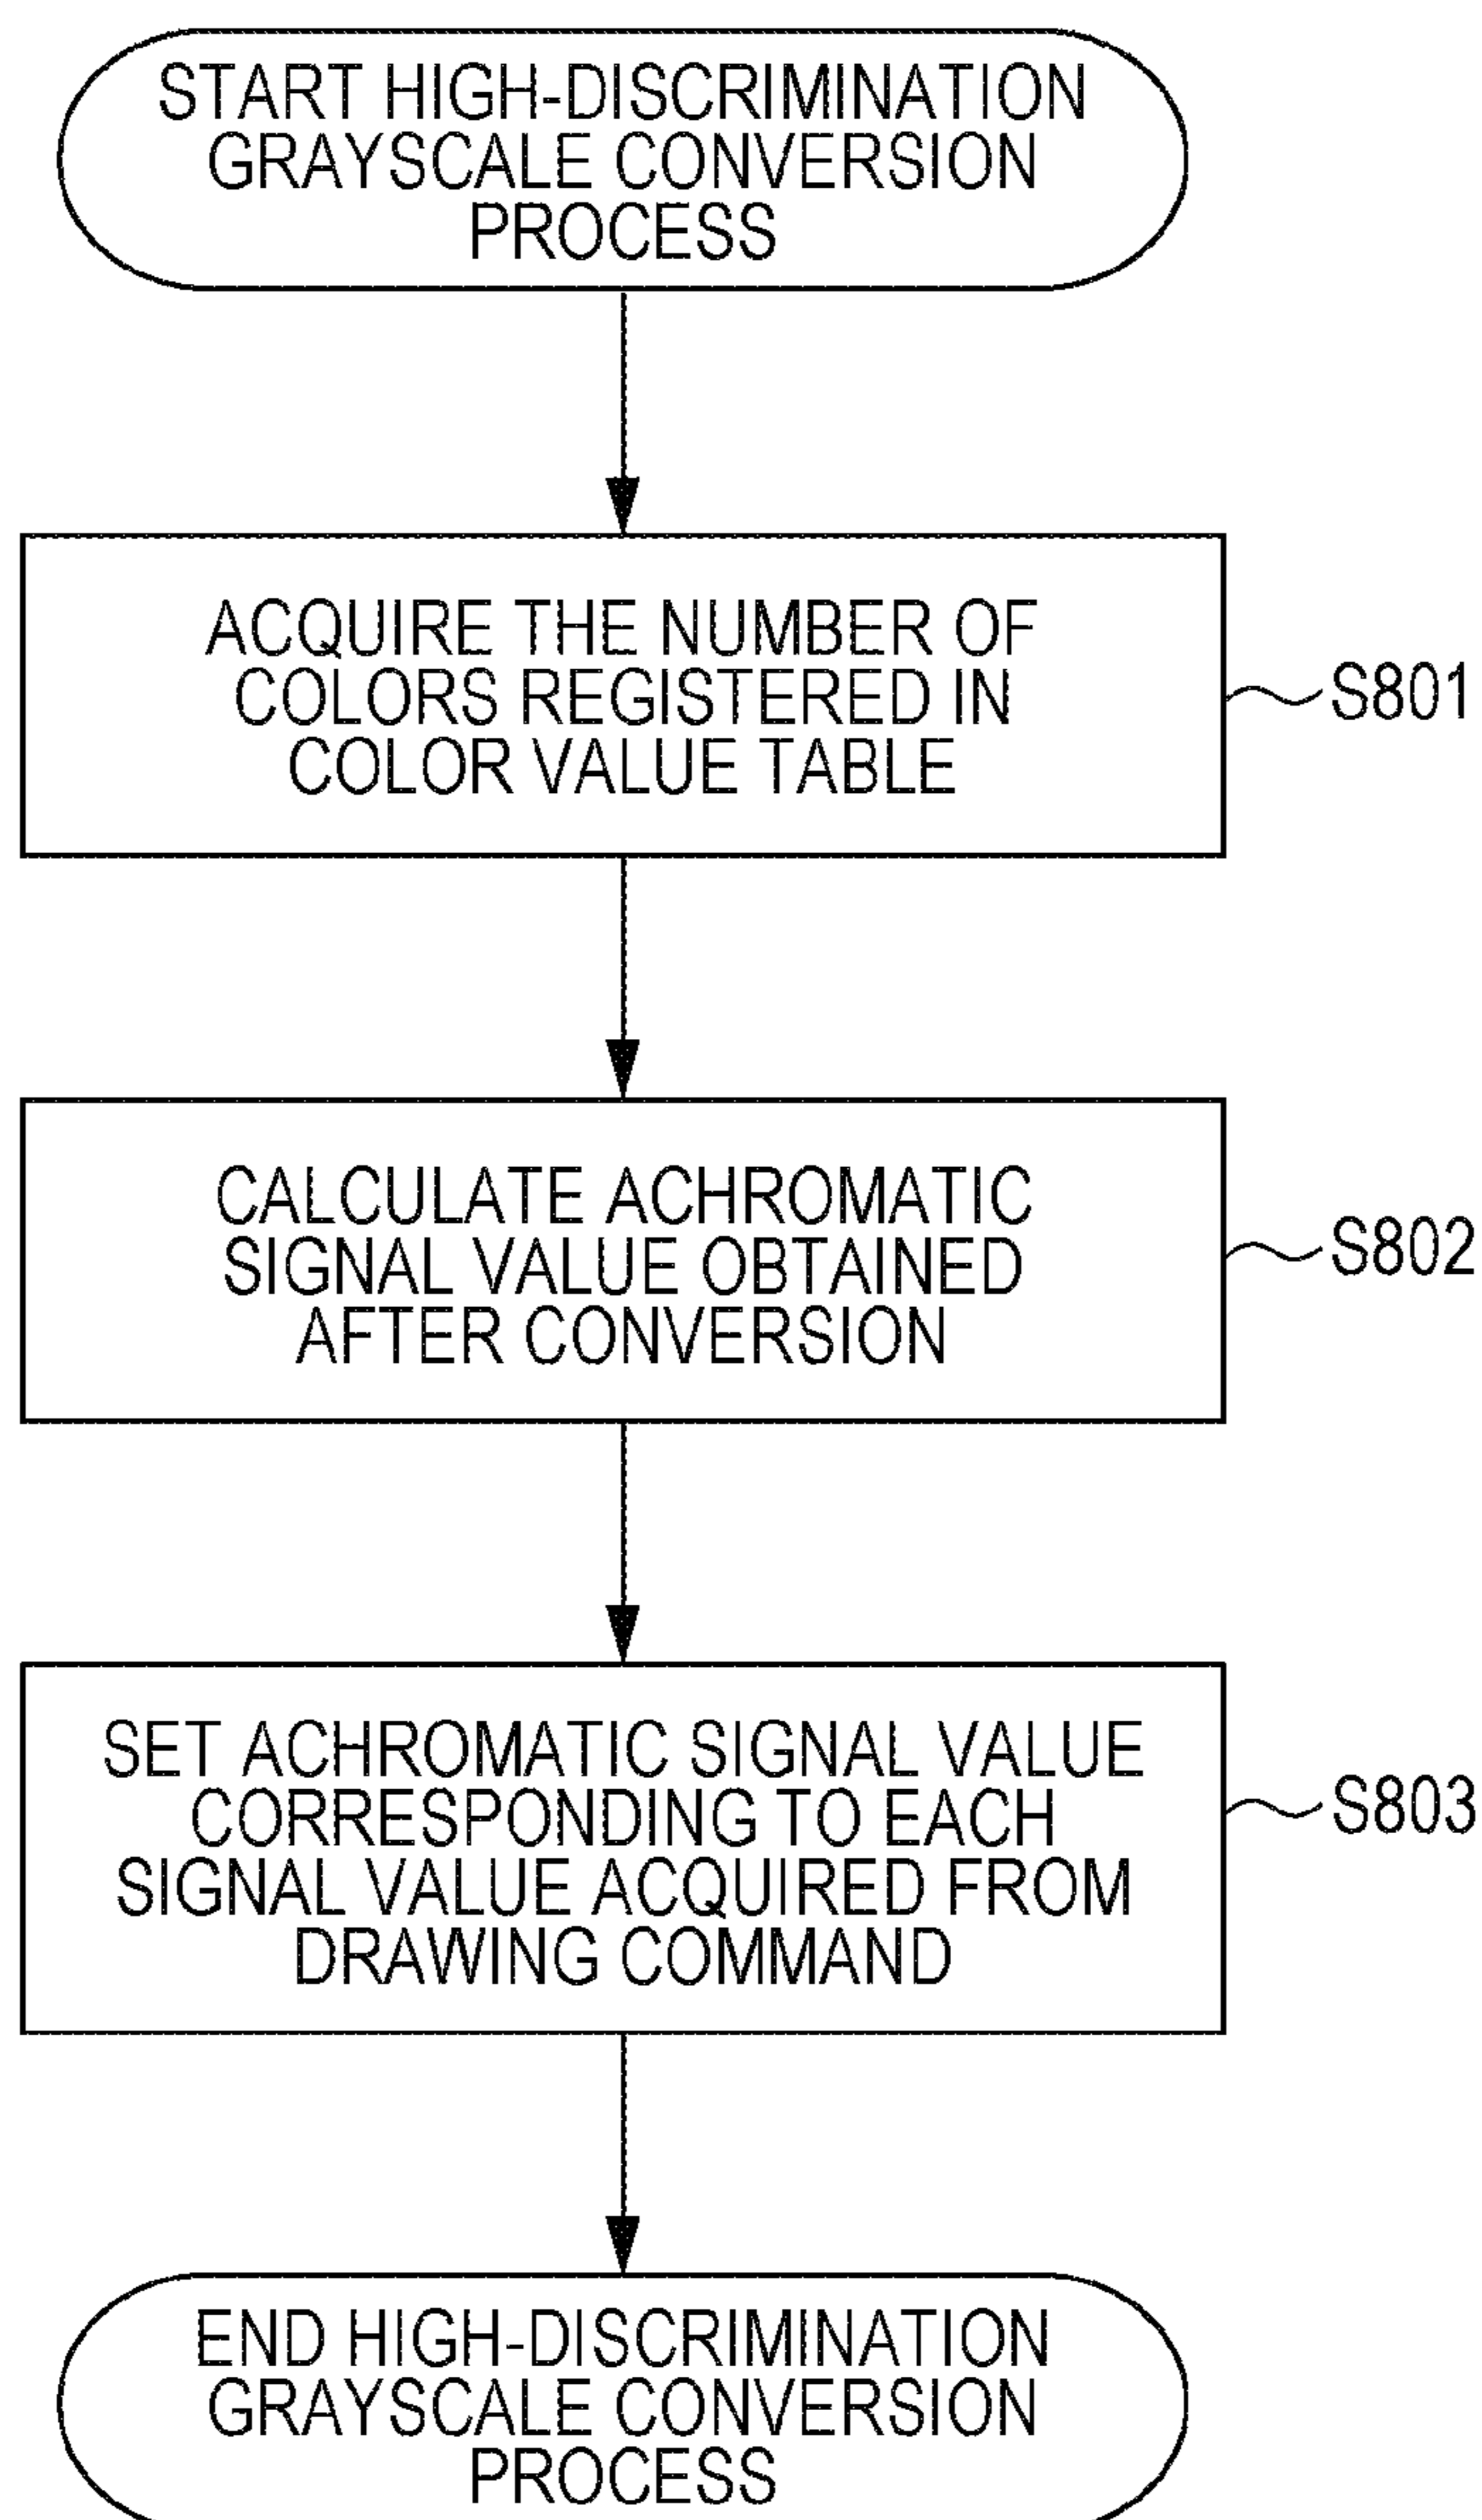 START HIGH-DISCRIMINATION
GRAYSCALE CONVERSION
PROCESS
ACQUIRE THE NUMBER OF
COLORS REGISTERED IN
COLOR VALUE TABLE
S801
CALCULATE ACHROMATIC
SIGNAL VALUE OBTAINED
AFTER CONVERSION
S802
SET ACHROMATIC SIGNAL VALUE
CORRESPONDING TO EACH
SIGNAL VALUE ACQUIRED FROM
DRAWING COMMAND
S803
END HIGH-DISCRIMINATION
GRAYSCALE CONVERSION
PROCESS